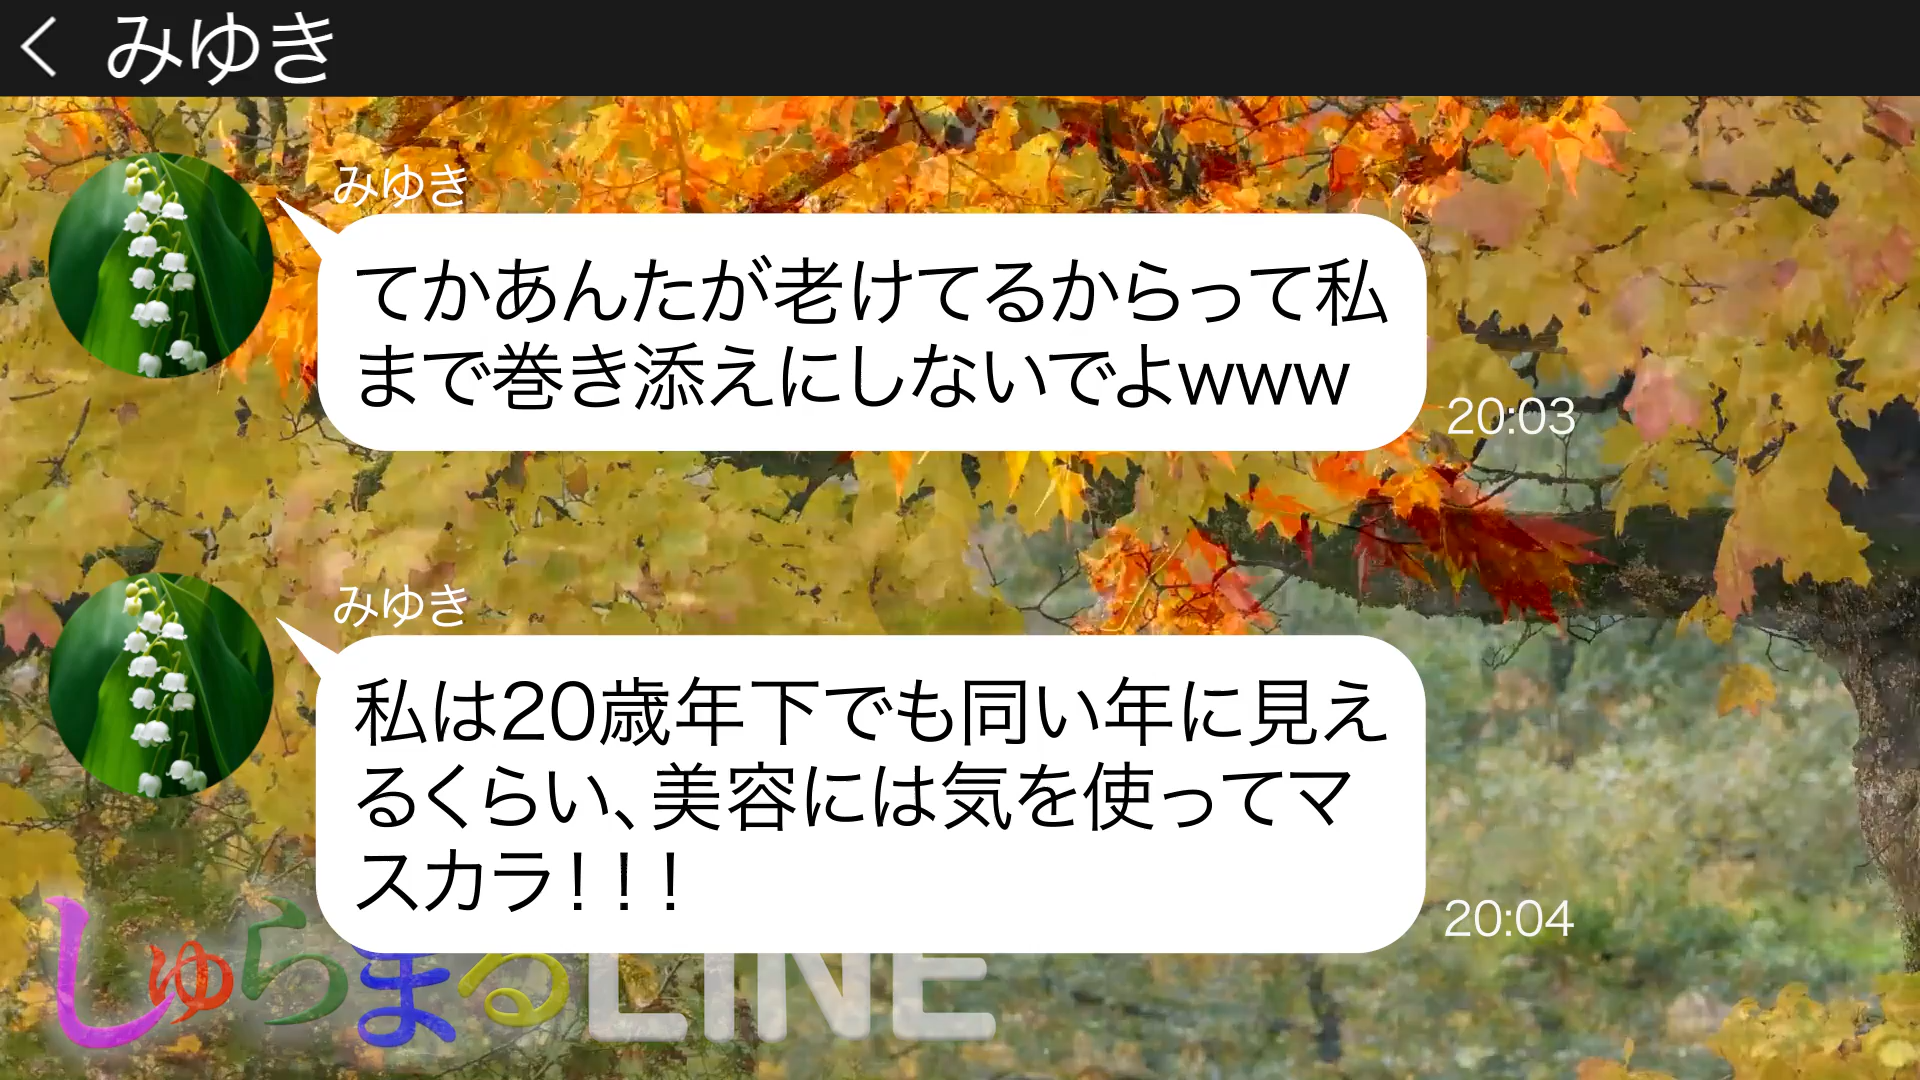 みゆき
みゆき
てかあんたが老けてるからって私
まで巻き添えにしないでよwww
20:03
みゆき
私は20歳年下でも同い年に見え
るくらい、美容には気を使ってマ
スカラ！！！
20:04
しゅらまるLINE